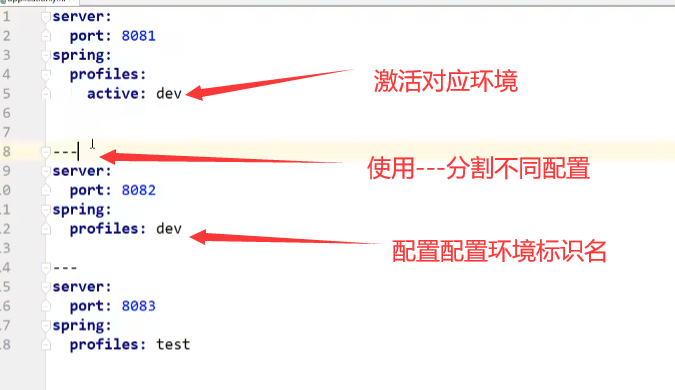 1 server:
2 port: 8081
3 spring:
4 profiles:
5 active: dev
激活对应环境
6
7
8 ---
使用---分割不同配置
9 server:
10 port: 8082
11 spring:
12 profiles: dev
配置配置环境标识名
13
14 ---
15 server:
16 port: 8083
17 spring:
18 profiles: test